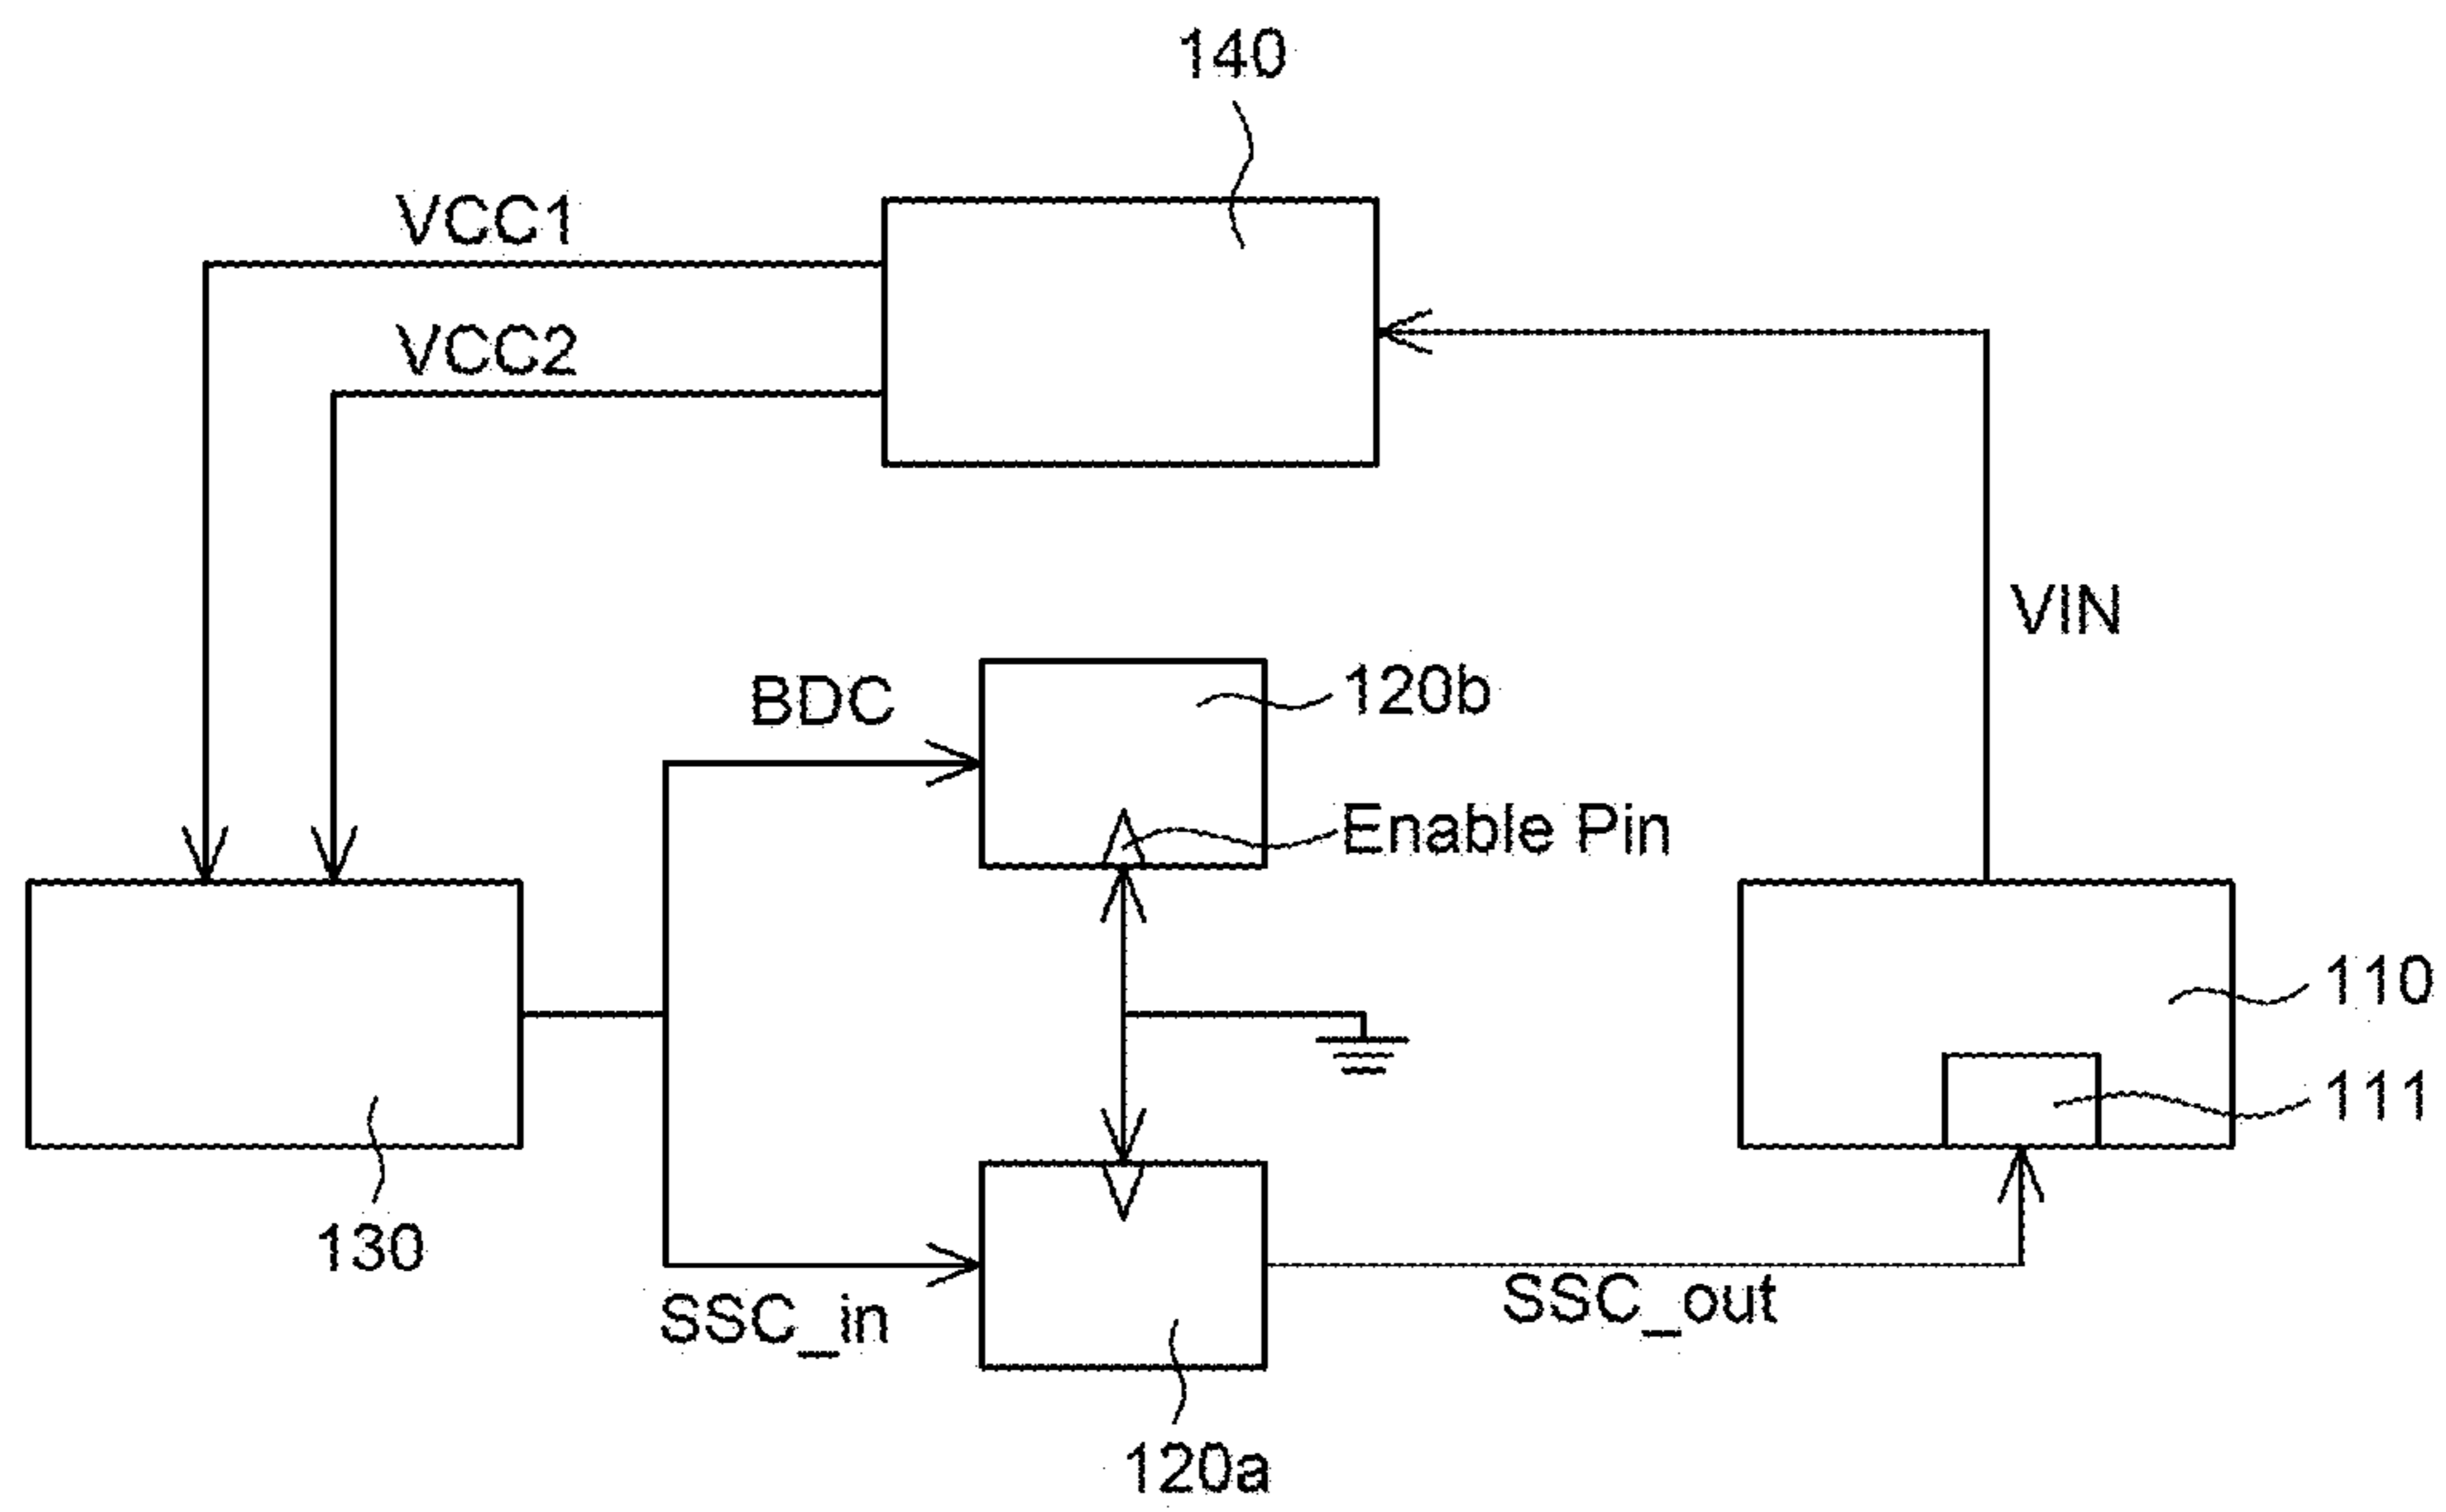 140
VCC1
VCC2
VIN
BDC
120b
Enable Pin
110
111
130
SSC_in
SSC_out
120a